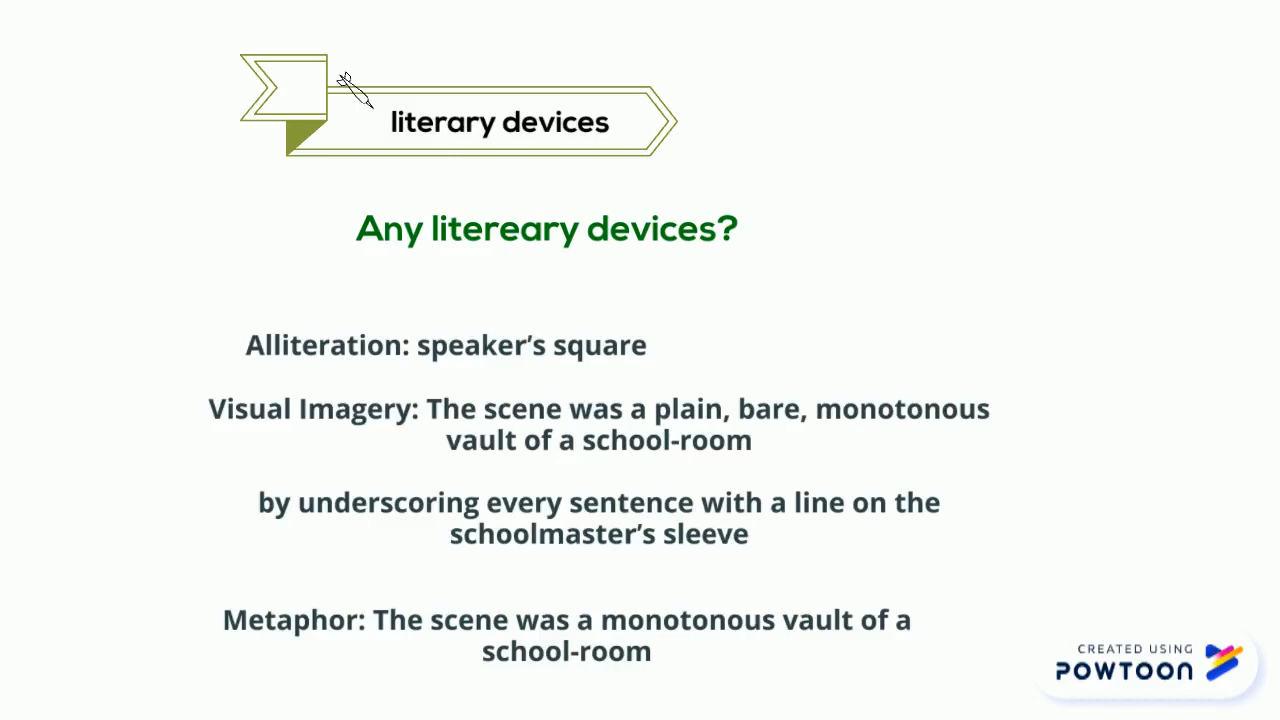 literary devices
Any litereary devices?
Alliteration: speaker’s square
Visual Imagery: The scene was a plain, bare, monotonous
vault of a school-room
by underscoring every sentence with a line on the
schoolmaster’s sleeve
Metaphor: The scene was a monotonous vault of a
school-room
CREATED USING
POWTOON